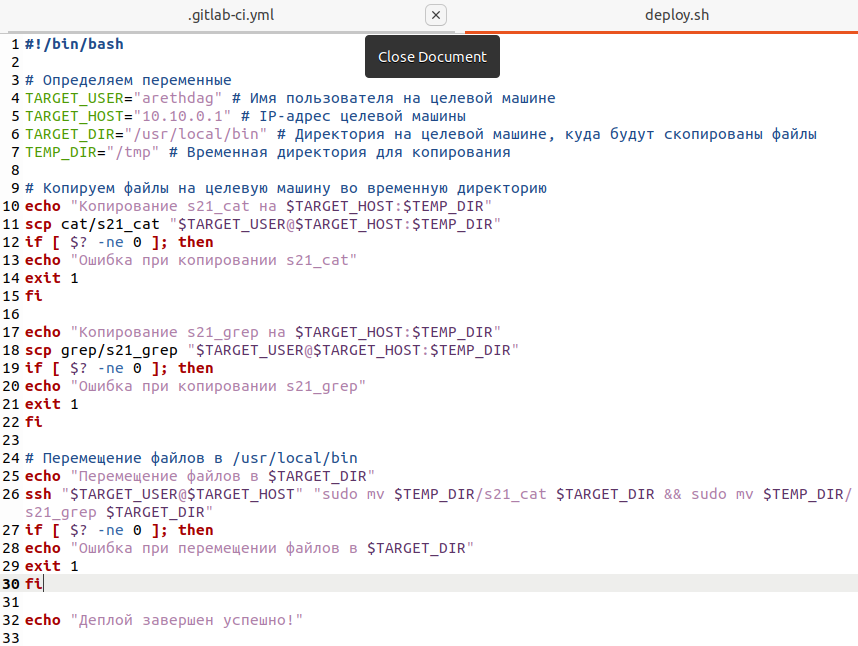 .gitlab-ci.yml
deploy.sh
Close Document
1 #!/bin/bash
2
3 # Определяем переменные
4 TARGET_USER="arethdag" # Имя пользователя на целевой машине
5 TARGET_HOST="10.10.0.1" # IP-адрес целевой машины
6 TARGET_DIR="/usr/local/bin" # Директория на целевой машине, куда будут скопированы файлы
7 TEMP_DIR="/tmp" # Временная директория для копирования
8
9 # Копируем файлы на целевую машину во временную директорию
10 echo "Копирование s21_cat на $TARGET_HOST:$TEMP_DIR"
11 scp cat/s21_cat "$TARGET_USER@$TARGET_HOST:$TEMP_DIR"
12 if [ $? -ne 0 ]; then
13 echo "Ошибка при копировании s21_cat"
14 exit 1
15 fi
16
17 echo "Копирование s21_grep на $TARGET_HOST:$TEMP_DIR"
18 scp grep/s21_grep "$TARGET_USER@$TARGET_HOST:$TEMP_DIR"
19 if [ $? -ne 0 ]; then
20 echo "Ошибка при копировании s21_grep"
21 exit 1
22 fi
23
24 # Перемещение файлов в /usr/local/bin
25 echo "Перемещение файлов в $TARGET_DIR"
26 ssh "$TARGET_USER@$TARGET_HOST" "sudo mv $TEMP_DIR/s21_cat $TARGET_DIR && sudo mv $TEMP_DIR/
s21_grep $TARGET_DIR"
27 if [ $? -ne 0 ]; then
28 echo "Ошибка при перемещении файлов в $TARGET_DIR"
29 exit 1
30 fi
31
32 echo "Деплой завершен успешно!"
33